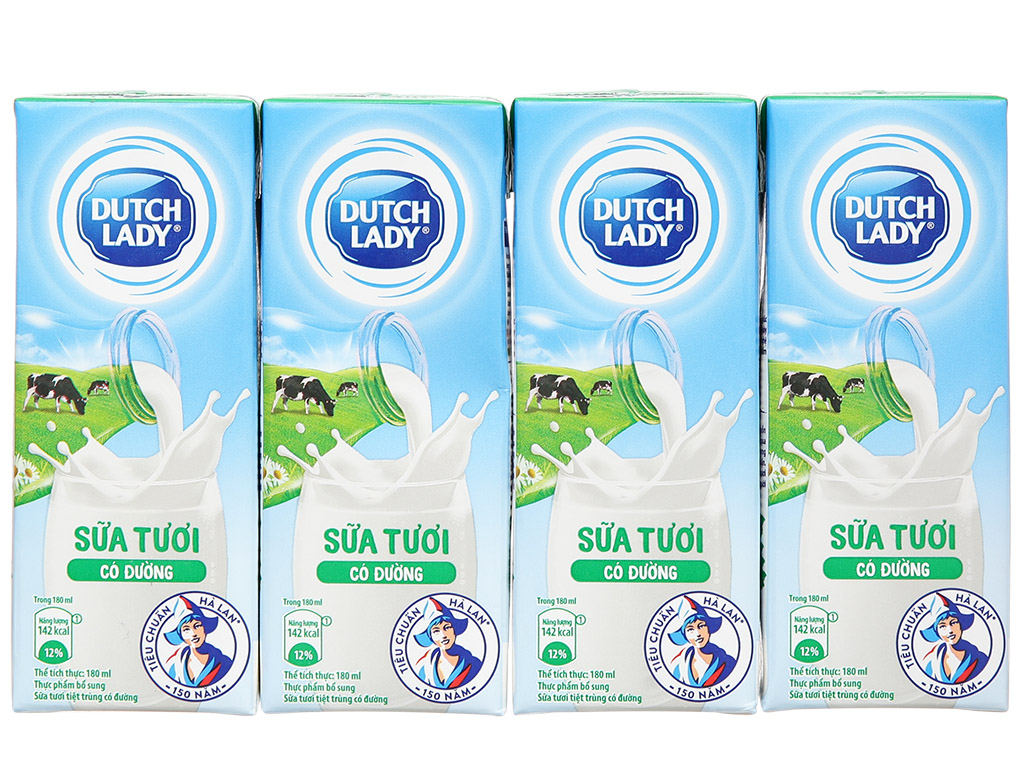 DUTCH
LADY®
SỮA TƯƠI
CÓ ĐƯỜNG
Trong 180 ml
Năng lượng
142 kcal
1
12%
Thể tích thực: 180 ml
Thực phẩm bổ sung
Sữa tươi tiệt trùng có đường
TIÊU CHUẨN HÀ LAN®
-150 NĂM-
DUTCH
LADY®
SỮA TƯƠI
CÓ ĐƯỜNG
Trong 180 ml
Năng lượng
142 kcal
1
12%
Thể tích thực: 180 ml
Thực phẩm bổ sung
Sữa tươi tiệt trùng có đường
TIÊU CHUẨN HÀ LAN®
-150 NĂM-
DUTCH
LADY®
SỮA TƯƠI
CÓ ĐƯỜNG
Trong 180 ml
Năng lượng
142 kcal
1
12%
Thể tích thực: 180 ml
Thực phẩm bổ sung
Sữa tươi tiệt trùng có đường
TIÊU CHUẨN HÀ LAN®
-150 NĂM-
DUTCH
LADY®
SỮA TƯƠI
CÓ ĐƯỜNG
Trong 180 ml
Năng lượng
142 kcal
1
12%
Thể tích thực: 180 ml
Thực phẩm bổ sung
Sữa tươi tiệt trùng có đường
TIÊU CHUẨN HÀ LAN®
-150 NĂM-